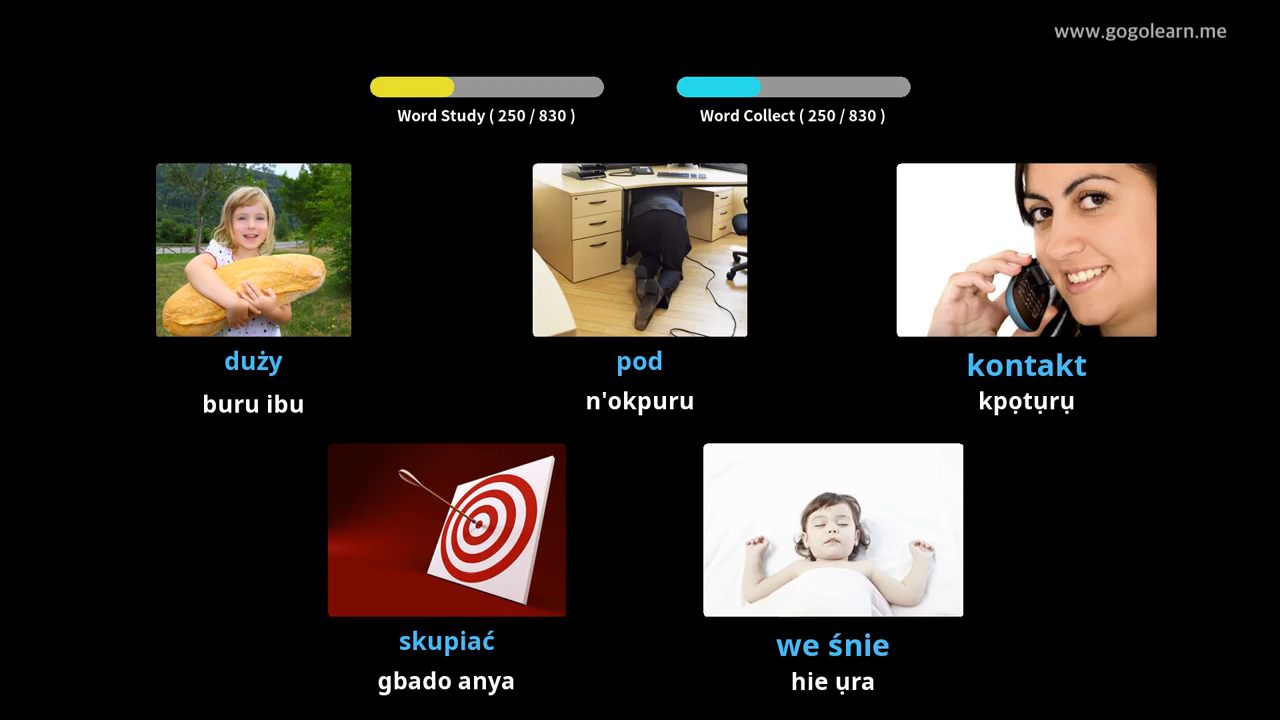 www.gogolearn.me
Word Study ( 250 / 830 )
Word Collect ( 250 / 830 )
duży
buru ibu
pod
n'okpuru
kontakt
kpọtụrụ
skupiać
gbado anya
we śnie
hie ụra